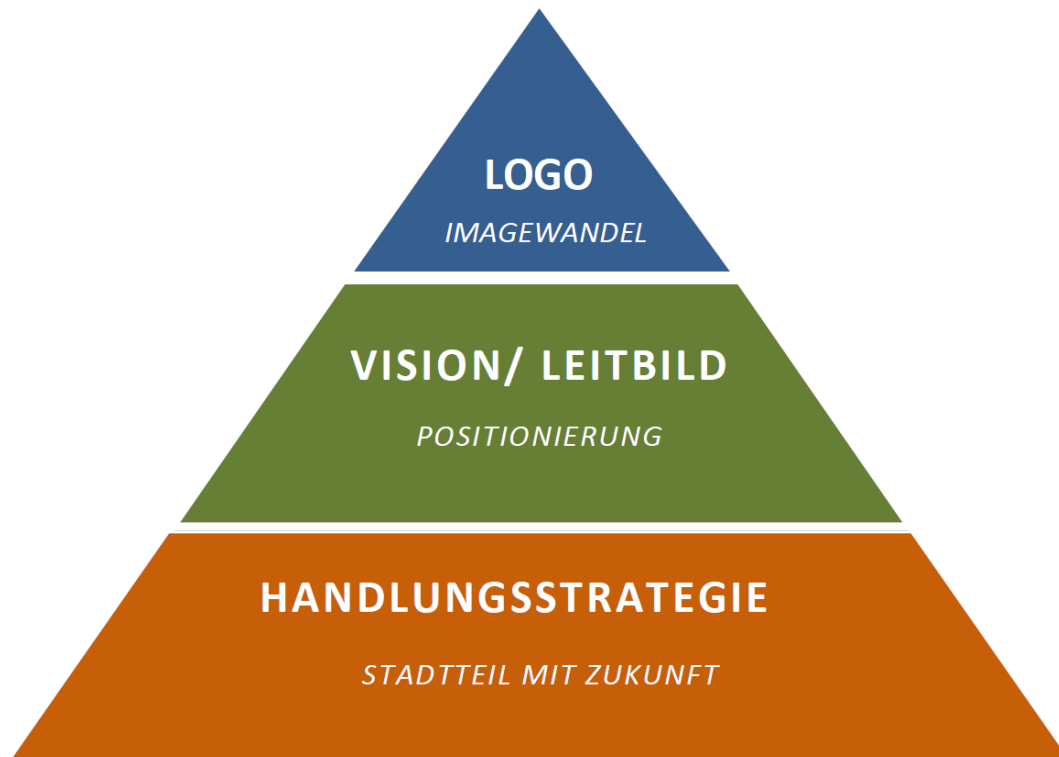 LOGO
IMAGEWANDEL
VISION/ LEITBILD
POSITIONIERUNG
HANDLUNGSSTRATEGIE
STADTTEIL MIT ZUKUNFT